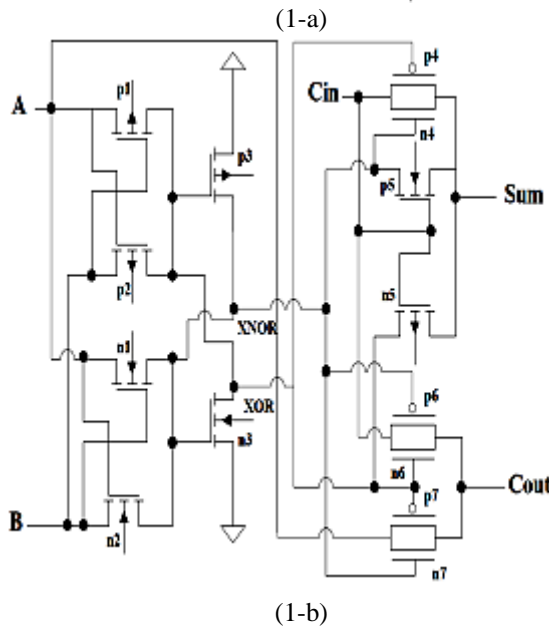 (1-a)
p4
Cin
A
p1
n4
p3
p5
Sum
p2
n5
n1
XNOR
XOR
p6
n3
n6
Cout
p7
B
n2
n7
(1-b)